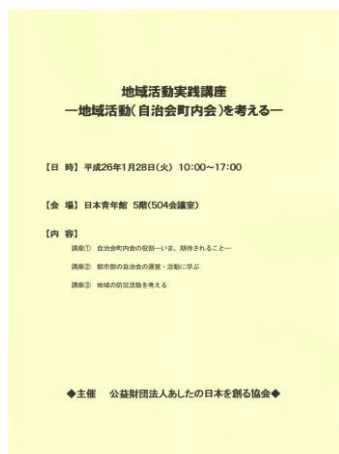 地域活動実践講座
―地域活動(自治会町内会)を考える―
【日　時】平成26年1月28日(火)　10:00～17:00
【会　場】日本青年館　5階(504会議室)
【内　容】
講座①　自治会町内会の役割―いま、期待されること―
講座②　都市部の自治会の運営・活動に学ぶ
講座③　地域の防災活動を考える
◆主催　公益財団法人あしたの日本を創る協会◆